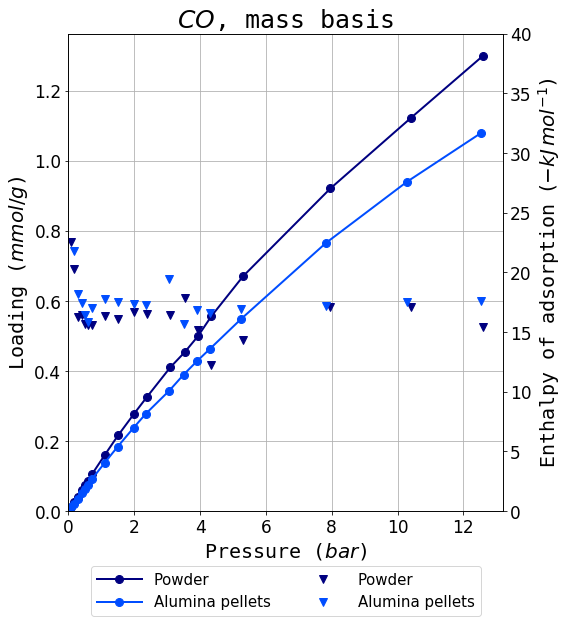 CO, mass basis
Loading (mmol/g)
0.0
0.2
0.4
0.6
0.8
1.0
1.2
0
5
10
15
20
25
30
35
40
Enthalpy of adsorption (−kJ mol⁻¹)
0 2 4 6 8 10 12
Pressure (bar)
Powder Powder
Alumina pellets Alumina pellets